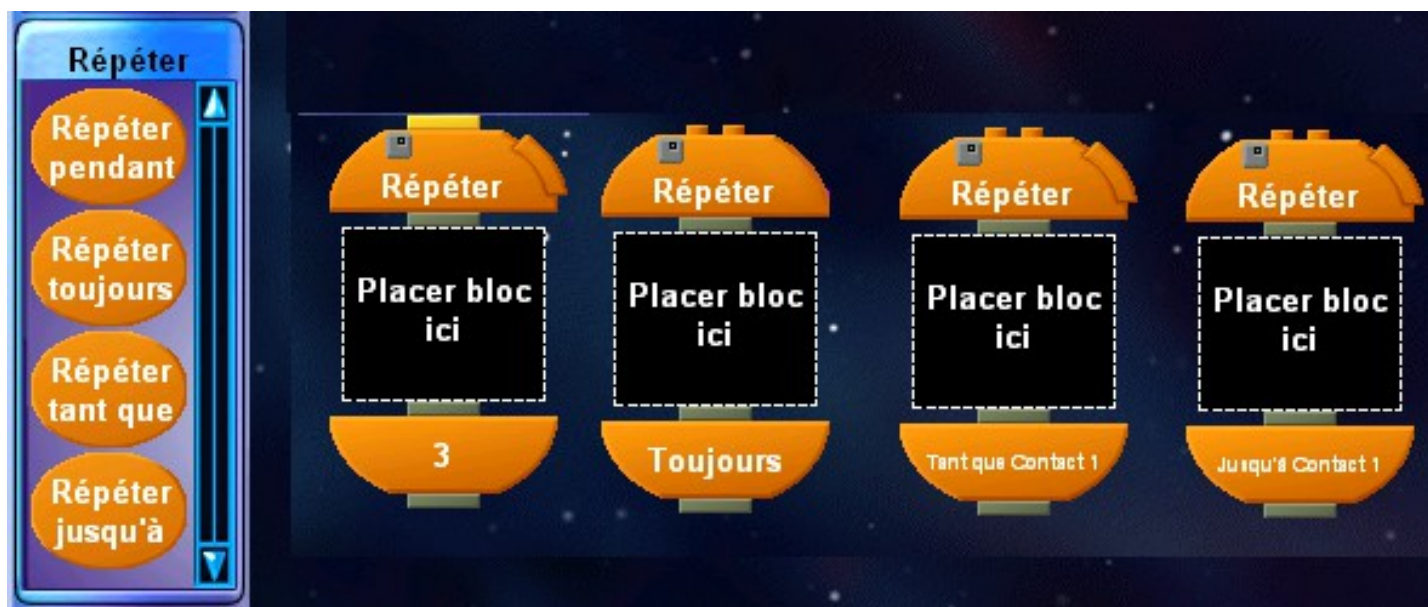 Répéter
Répéter
pendant
Répéter
toujours
Répéter
tant que
Répéter
jusqu'à
Répéter
Placer bloc
ici
3
Répéter
Placer bloc
ici
Toujours
Répéter
Placer bloc
ici
Tant que Contact 1
Répéter
Placer bloc
ici
Jusqu'à Contact 1